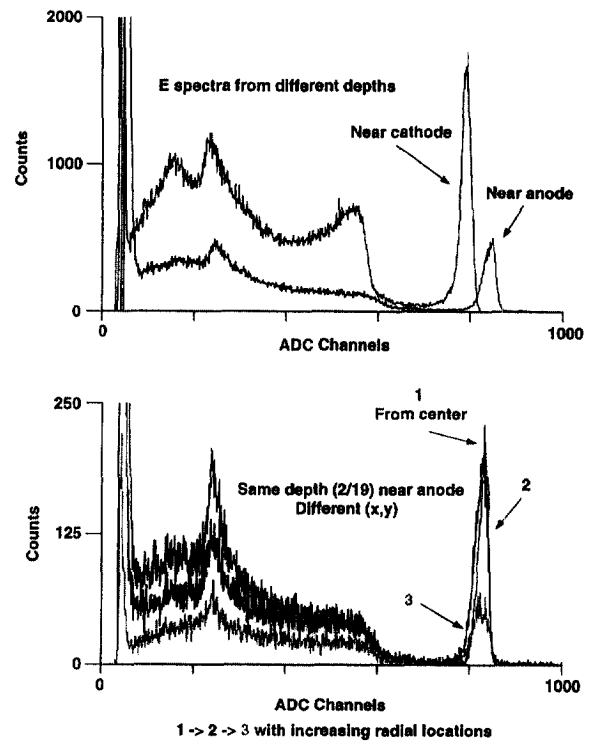 2000
E spectra from different depths
Near cathode
Near anode
Counts
1000
0
0
1000
ADC Channels
250
1
From center
Same depth (2/19) near anode
Different (x,y)
2
Counts
125
3
0
0
1000
ADC Channels
1 -> 2 -> 3 with increasing radial locations